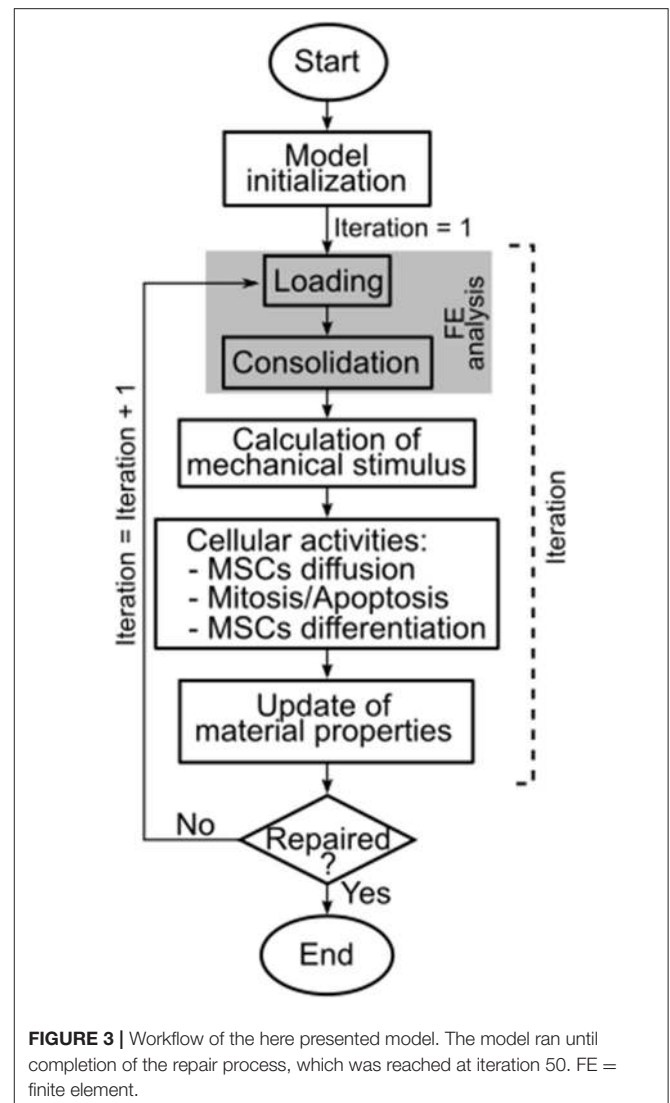 Start
Model
initialization
Iteration = 1
Loading
Consolidation
FE
analysis
Calculation of
mechanical stimulus
Cellular activities:
- MSCs diffusion
- Mitosis/Apoptosis
- MSCs differentiation
Update of
material properties
Iteration
Iteration = Iteration + 1
Repaired
?
No
Yes
End
FIGURE 3 | Workflow of the here presented model. The model ran until
completion of the repair process, which was reached at iteration 50. FE =
finite element.